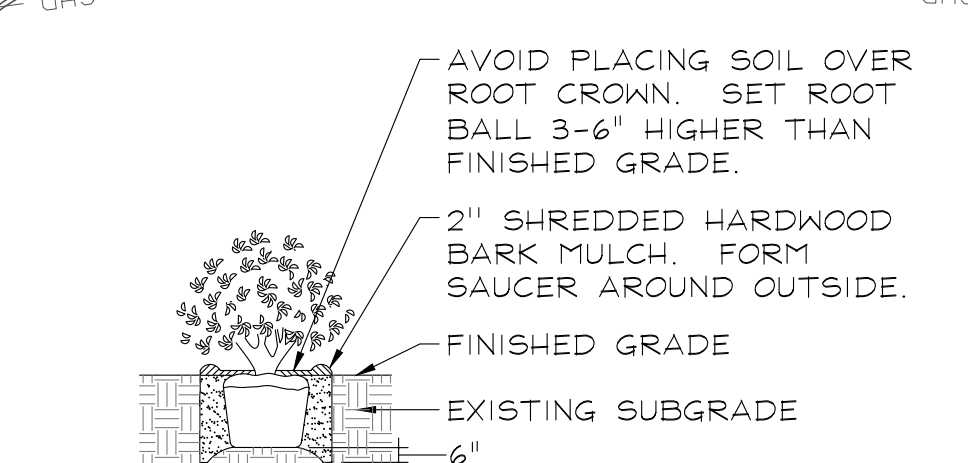 AVOID PLACING SOIL OVER
ROOT CROWN. SET ROOT
BALL 3-6" HIGHER THAN
FINISHED GRADE.
2" SHREDDED HARDWOOD
BARK MULCH. FORM
SAUCER AROUND OUTSIDE.
FINISHED GRADE
EXISTING SUBGRADE
6"